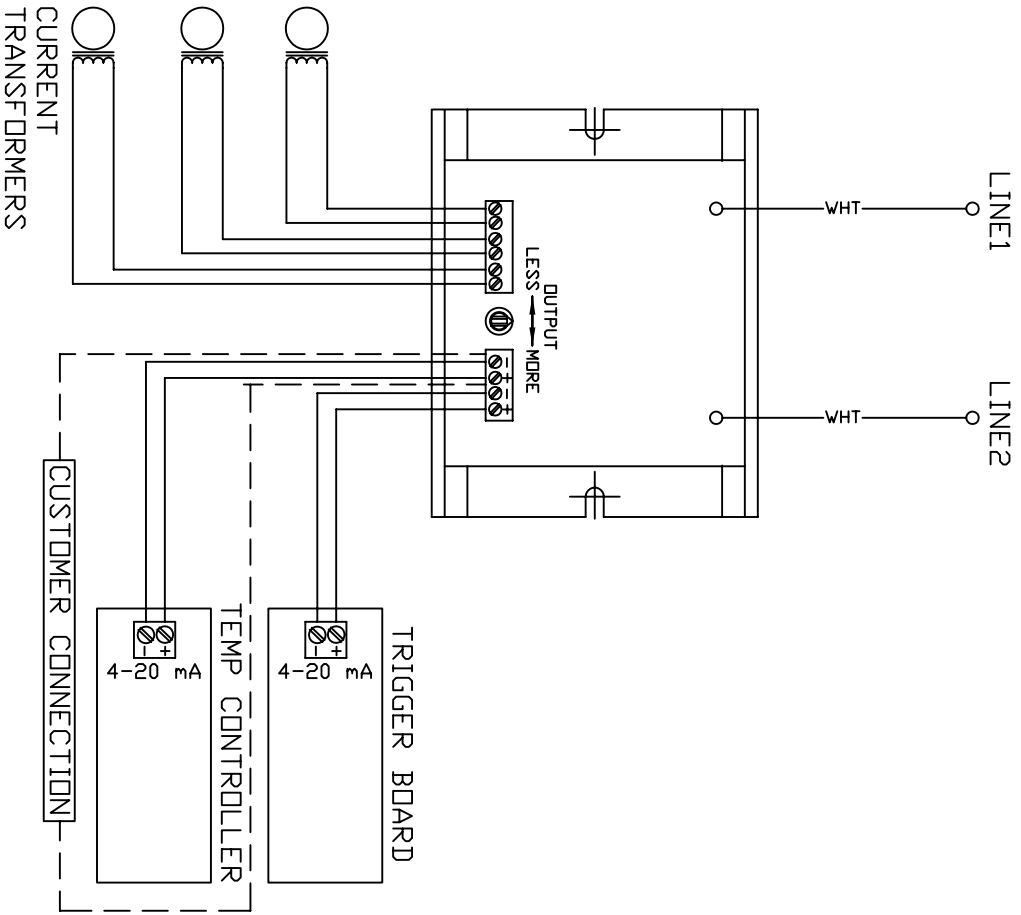 LINE1
LINE2
WHT
WHT
OUTPUT
LESS
MORE
-
+
-
+
CURRENT
TRANSFORMERS
TRIGGER BOARD
- +
4-20 mA
TEMP CONTROLLER
- +
4-20 mA
CUSTOMER CONNECTION